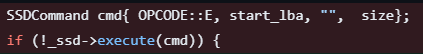 SSDCommand cmd{ OPCODE::E, start_lba, "",  size};
if (!_ssd->execute(cmd)) {